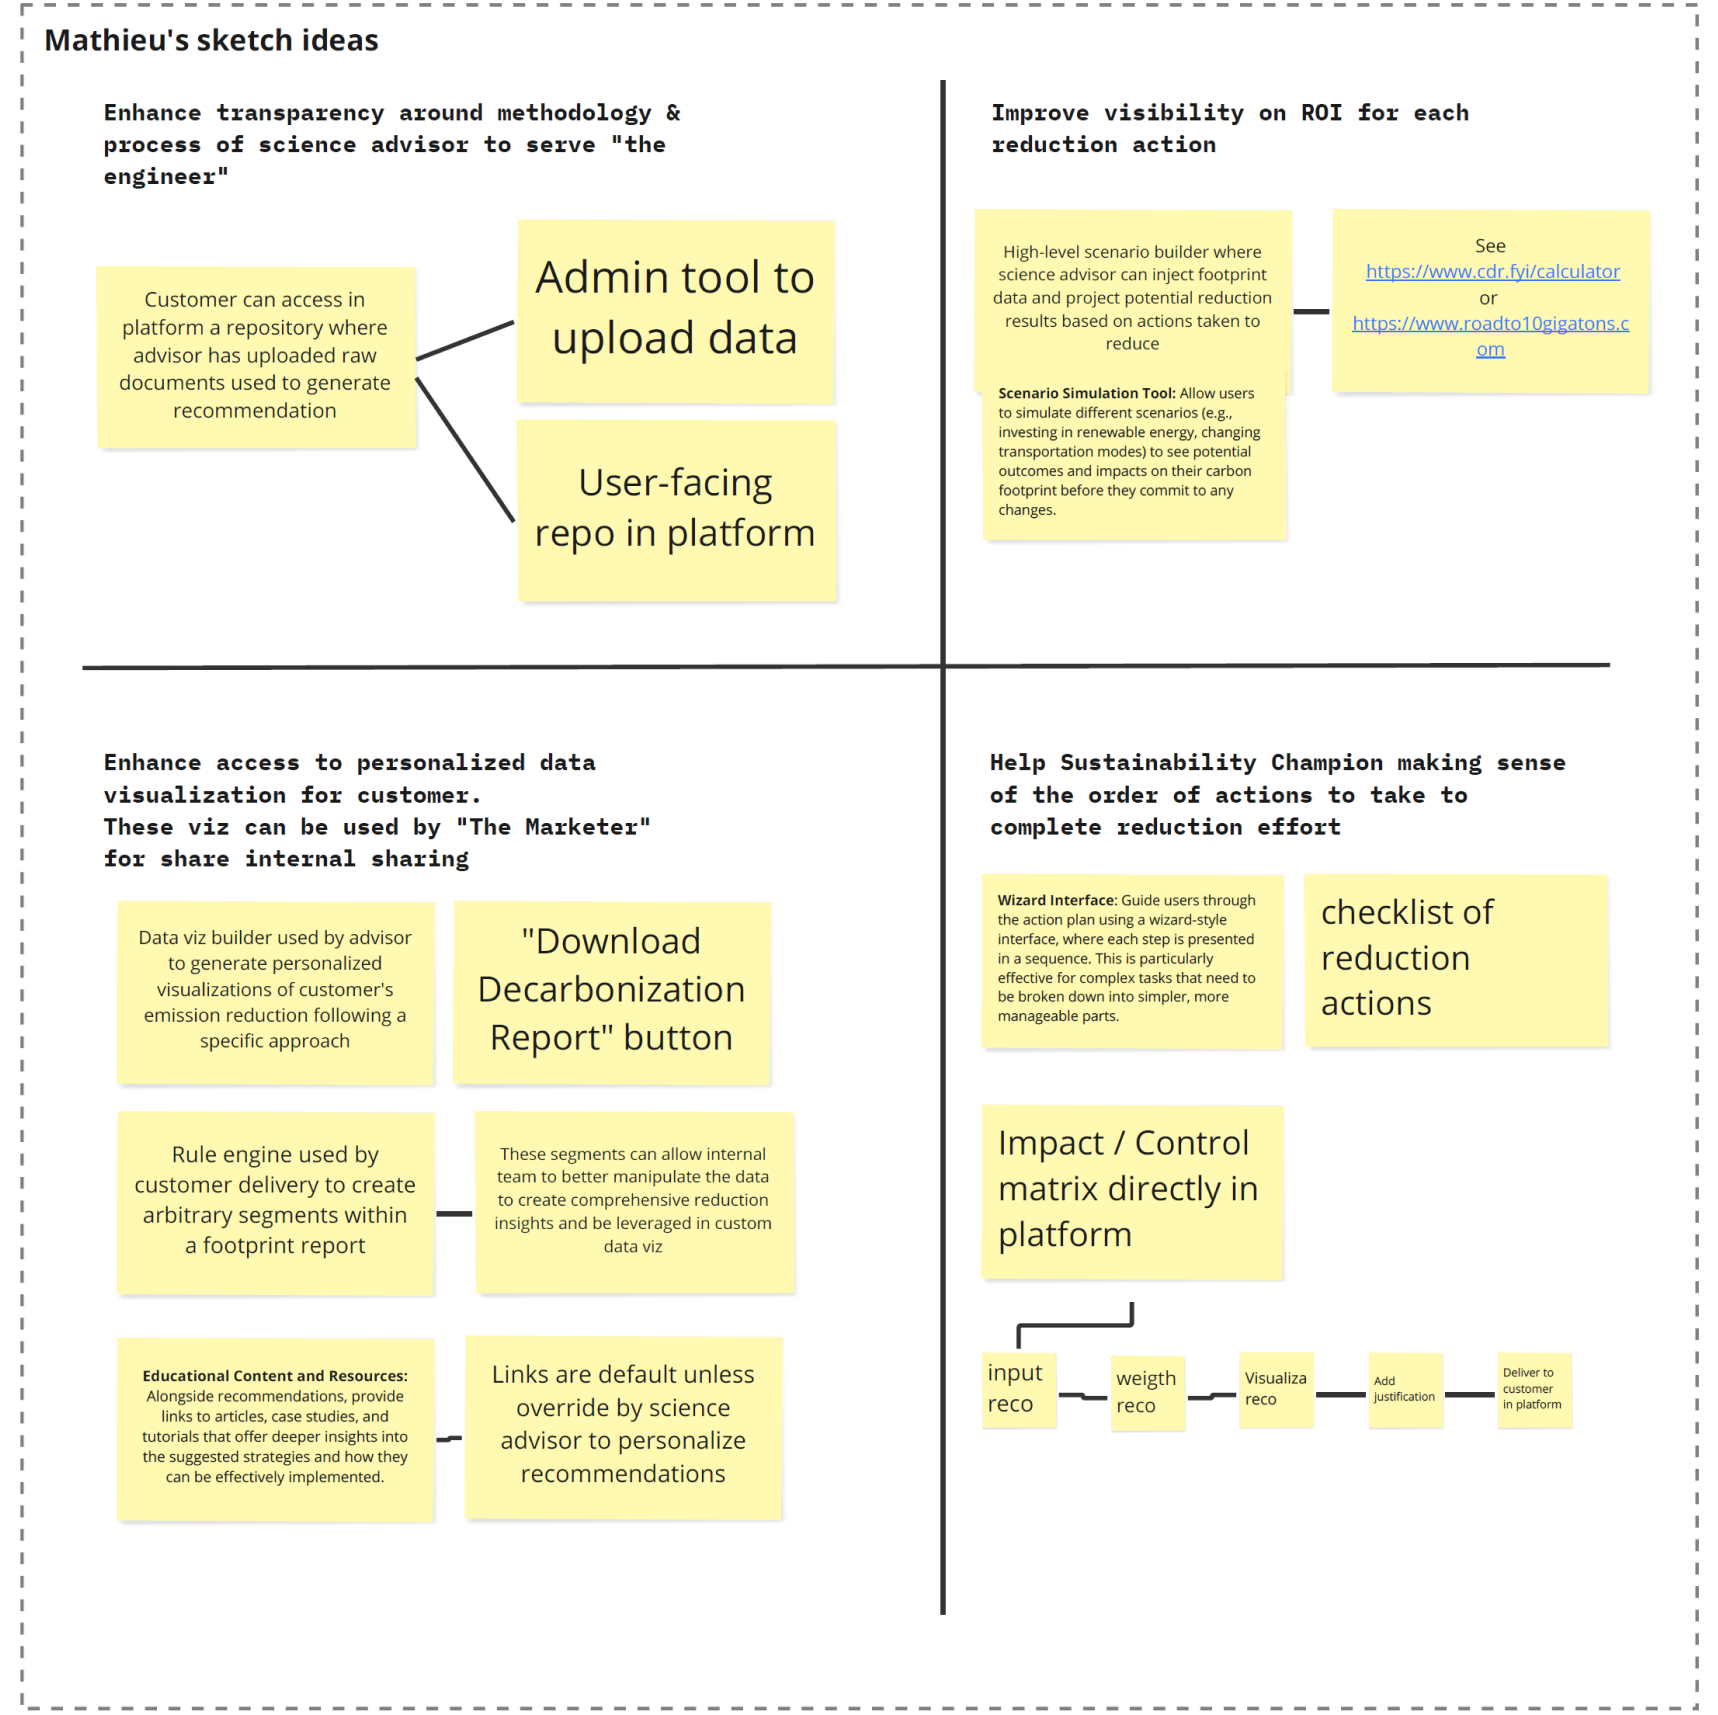 Mathieu's sketch ideas
Enhance transparency around methodology &
process of science advisor to serve "the
engineer"
Customer can access in
platform a repository where
advisor has uploaded raw
documents used to generate
recommendation
Admin tool to
upload data
User-facing
repo in platform
Improve visibility on ROI for each
reduction action
High-level scenario builder where
science advisor can inject footprint
data and project potential reduction
results based on actions taken to
reduce
See
https://www.cdr.fyi/calculator
or
https://www.roadto10gigatons.c
om
Scenario Simulation Tool: Allow users
to simulate different scenarios (e.g.,
investing in renewable energy, changing
transportation modes) to see potential
outcomes and impacts on their carbon
footprint before they commit to any
changes.
Enhance access to personalized data
visualization for customer.
These viz can be used by "The Marketer"
for share internal sharing
Data viz builder used by advisor
to generate personalized
visualizations of customer's
emission reduction following a
specific approach
"Download
Decarbonization
Report" button
Rule engine used by
customer delivery to create
arbitrary segments within
a footprint report
These segments can allow internal
team to better manipulate the data
to create comprehensive reduction
insights and be leveraged in custom
data viz
Educational Content and Resources:
Alongside recommendations, provide
links to articles, case studies, and
tutorials that offer deeper insights into
the suggested strategies and how they
can be effectively implemented.
Links are default unless
override by science
advisor to personalize
recommendations
Help Sustainability Champion making sense
of the order of actions to take to
complete reduction effort
Wizard Interface: Guide users through
the action plan using a wizard-style
interface, where each step is presented
in a sequence. This is particularly
effective for complex tasks that need to
be broken down into simpler, more
manageable parts.
checklist of
reduction
actions
Impact / Control
matrix directly in
platform
input
reco
weigth
reco
Visualiza
reco
Add
justification
Deliver to
customer
in platform